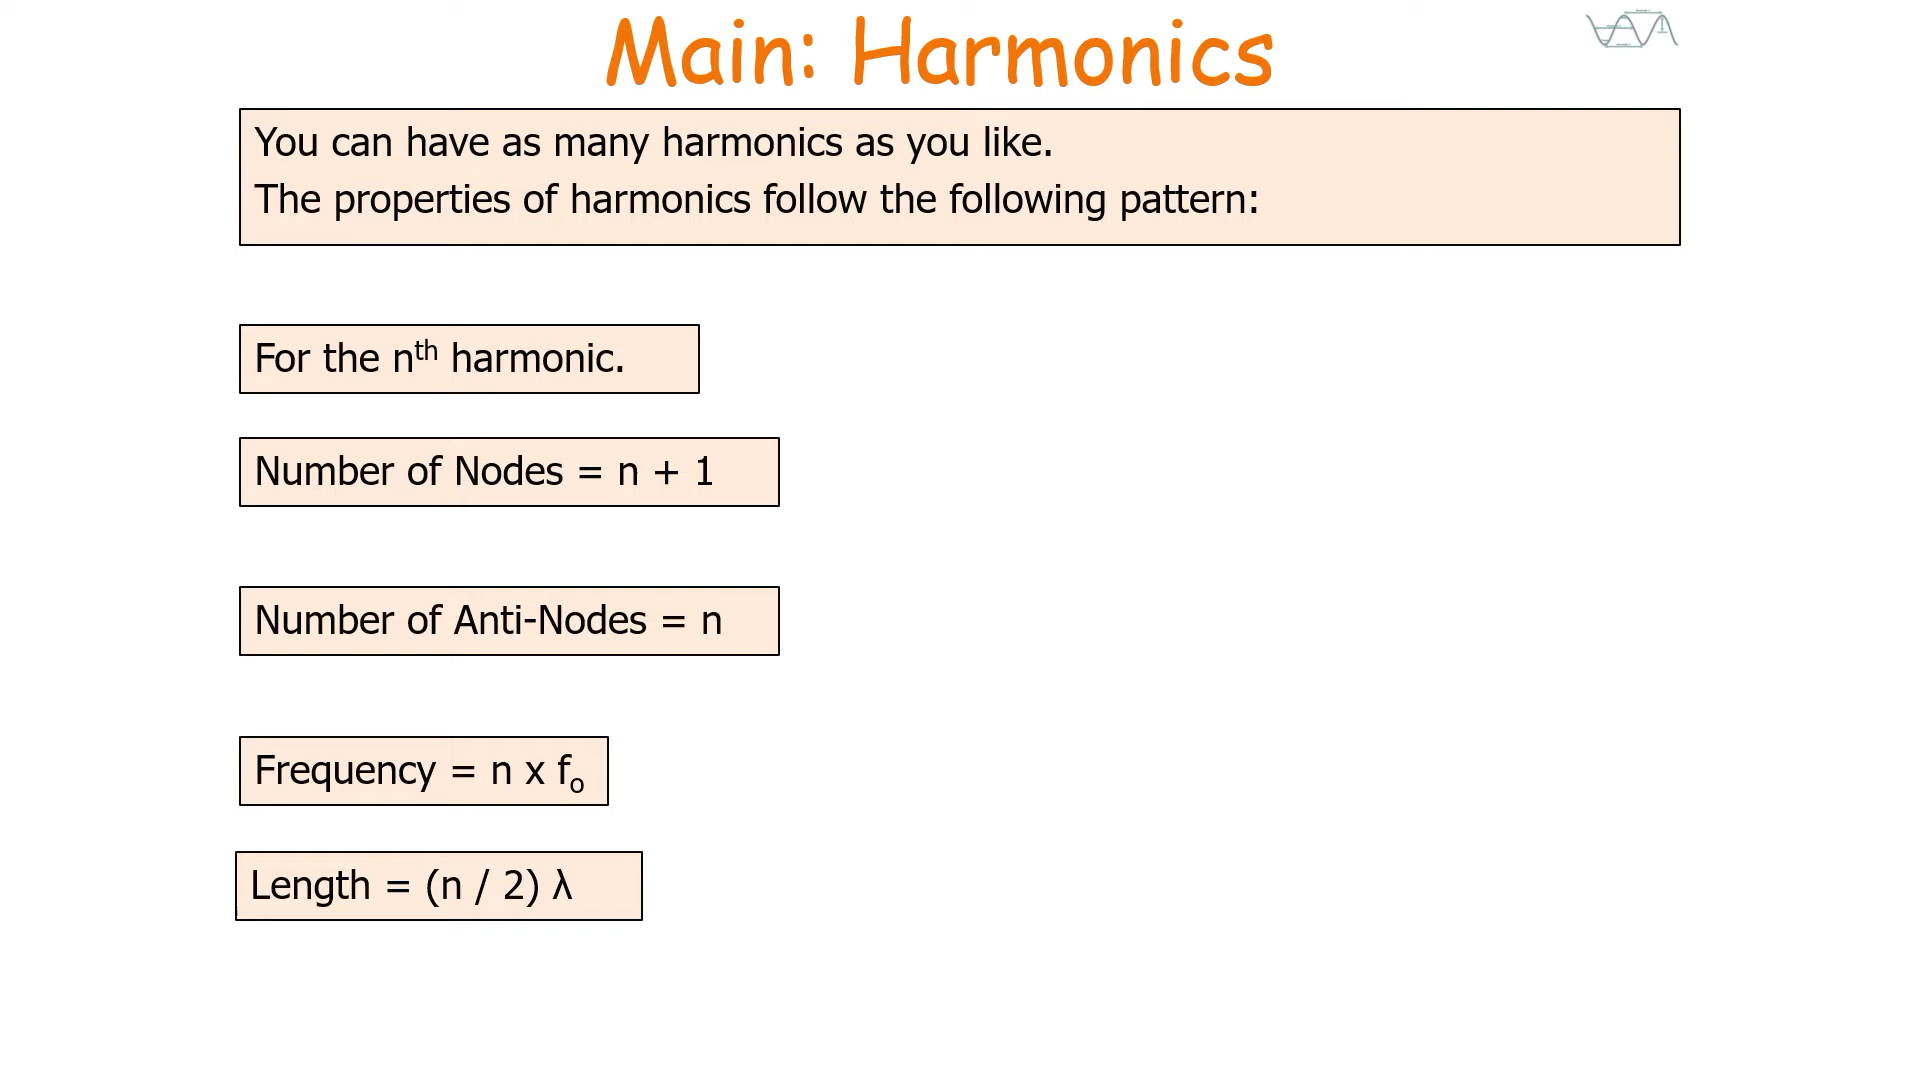 Main: Harmonics
You can have as many harmonics as you like.
The properties of harmonics follow the following pattern:
For the nth harmonic.
Number of Nodes = n + 1
Number of Anti-Nodes = n
Frequency = n x fo
Length = (n / 2) λ